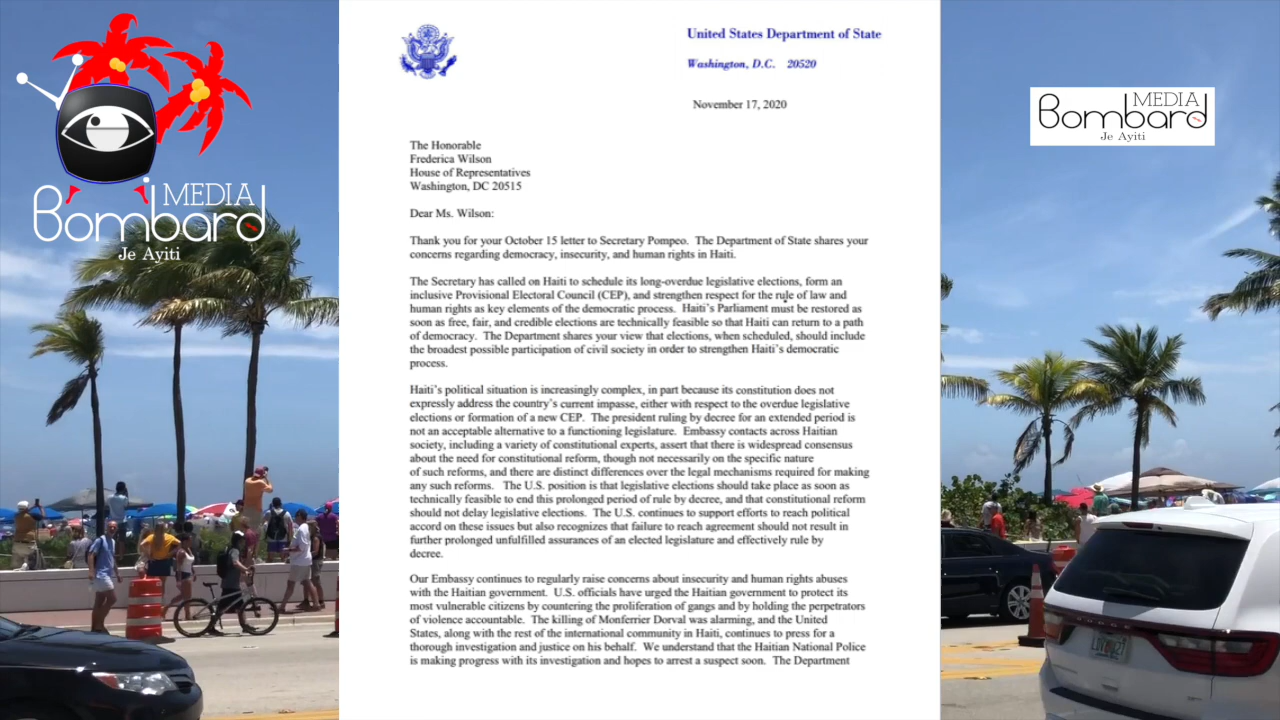 MEDIA
Bombard
Je Ayiti
MEDIA
Bombard
Je Ayiti
United States Department of State
Washington, D.C. 20520
November 17, 2020
The Honorable
Frederica Wilson
House of Representatives
Washington, DC 20515
Dear Ms. Wilson:
Thank you for your October 15 letter to Secretary Pompeo. The Department of State shares your
concerns regarding democracy, insecurity, and human rights in Haiti.
The Secretary has called on Haiti to schedule its long-overdue legislative elections, form an
inclusive Provisional Electoral Council (CEP), and strengthen respect for the rule of law and
human rights as key elements of the democratic process. Haiti's Parliament must be restored as
soon as free, fair, and credible elections are technically feasible so that Haiti can return to a path
of democracy. The Department shares your view that elections, when scheduled, should include
the broadest possible participation of civil society in order to strengthen Haiti's democratic
process.
Haiti's political situation is increasingly complex, in part because its constitution does not
expressly address the country's current impasse, either with respect to the overdue legislative
elections or formation of a new CEP. The president ruling by decree for an extended period is
not an acceptable alternative to a functioning legislature. Embassy contacts across Haitian
society, including a variety of constitutional experts, assert that there is widespread consensus
about the need for constitutional reform, though not necessarily on the specific nature
of such reforms, and there are distinct differences over the legal mechanisms required for making
any such reforms. The U.S. position is that legislative elections should take place as soon as
technically feasible to end this prolonged period of rule by decree, and that constitutional reform
should not delay legislative elections. The U.S. continues to support efforts to reach political
accord on these issues but also recognizes that failure to reach agreement should not result in
further prolonged unfulfilled assurances of an elected legislature and effectively rule by
decree.
Our Embassy continues to regularly raise concerns about insecurity and human rights abuses
with the Haitian government. U.S. officials have urged the Haitian government to protect its
most vulnerable citizens by countering the proliferation of gangs and by holding the perpetrators
of violence accountable. The killing of Monferrier Dorval was alarming, and the United
States, along with the rest of the international community in Haiti, continues to press for a
thorough investigation and justice on his behalf. We understand that the Haitian National Police
is making progress with its investigation and hopes to arrest a suspect soon. The Department